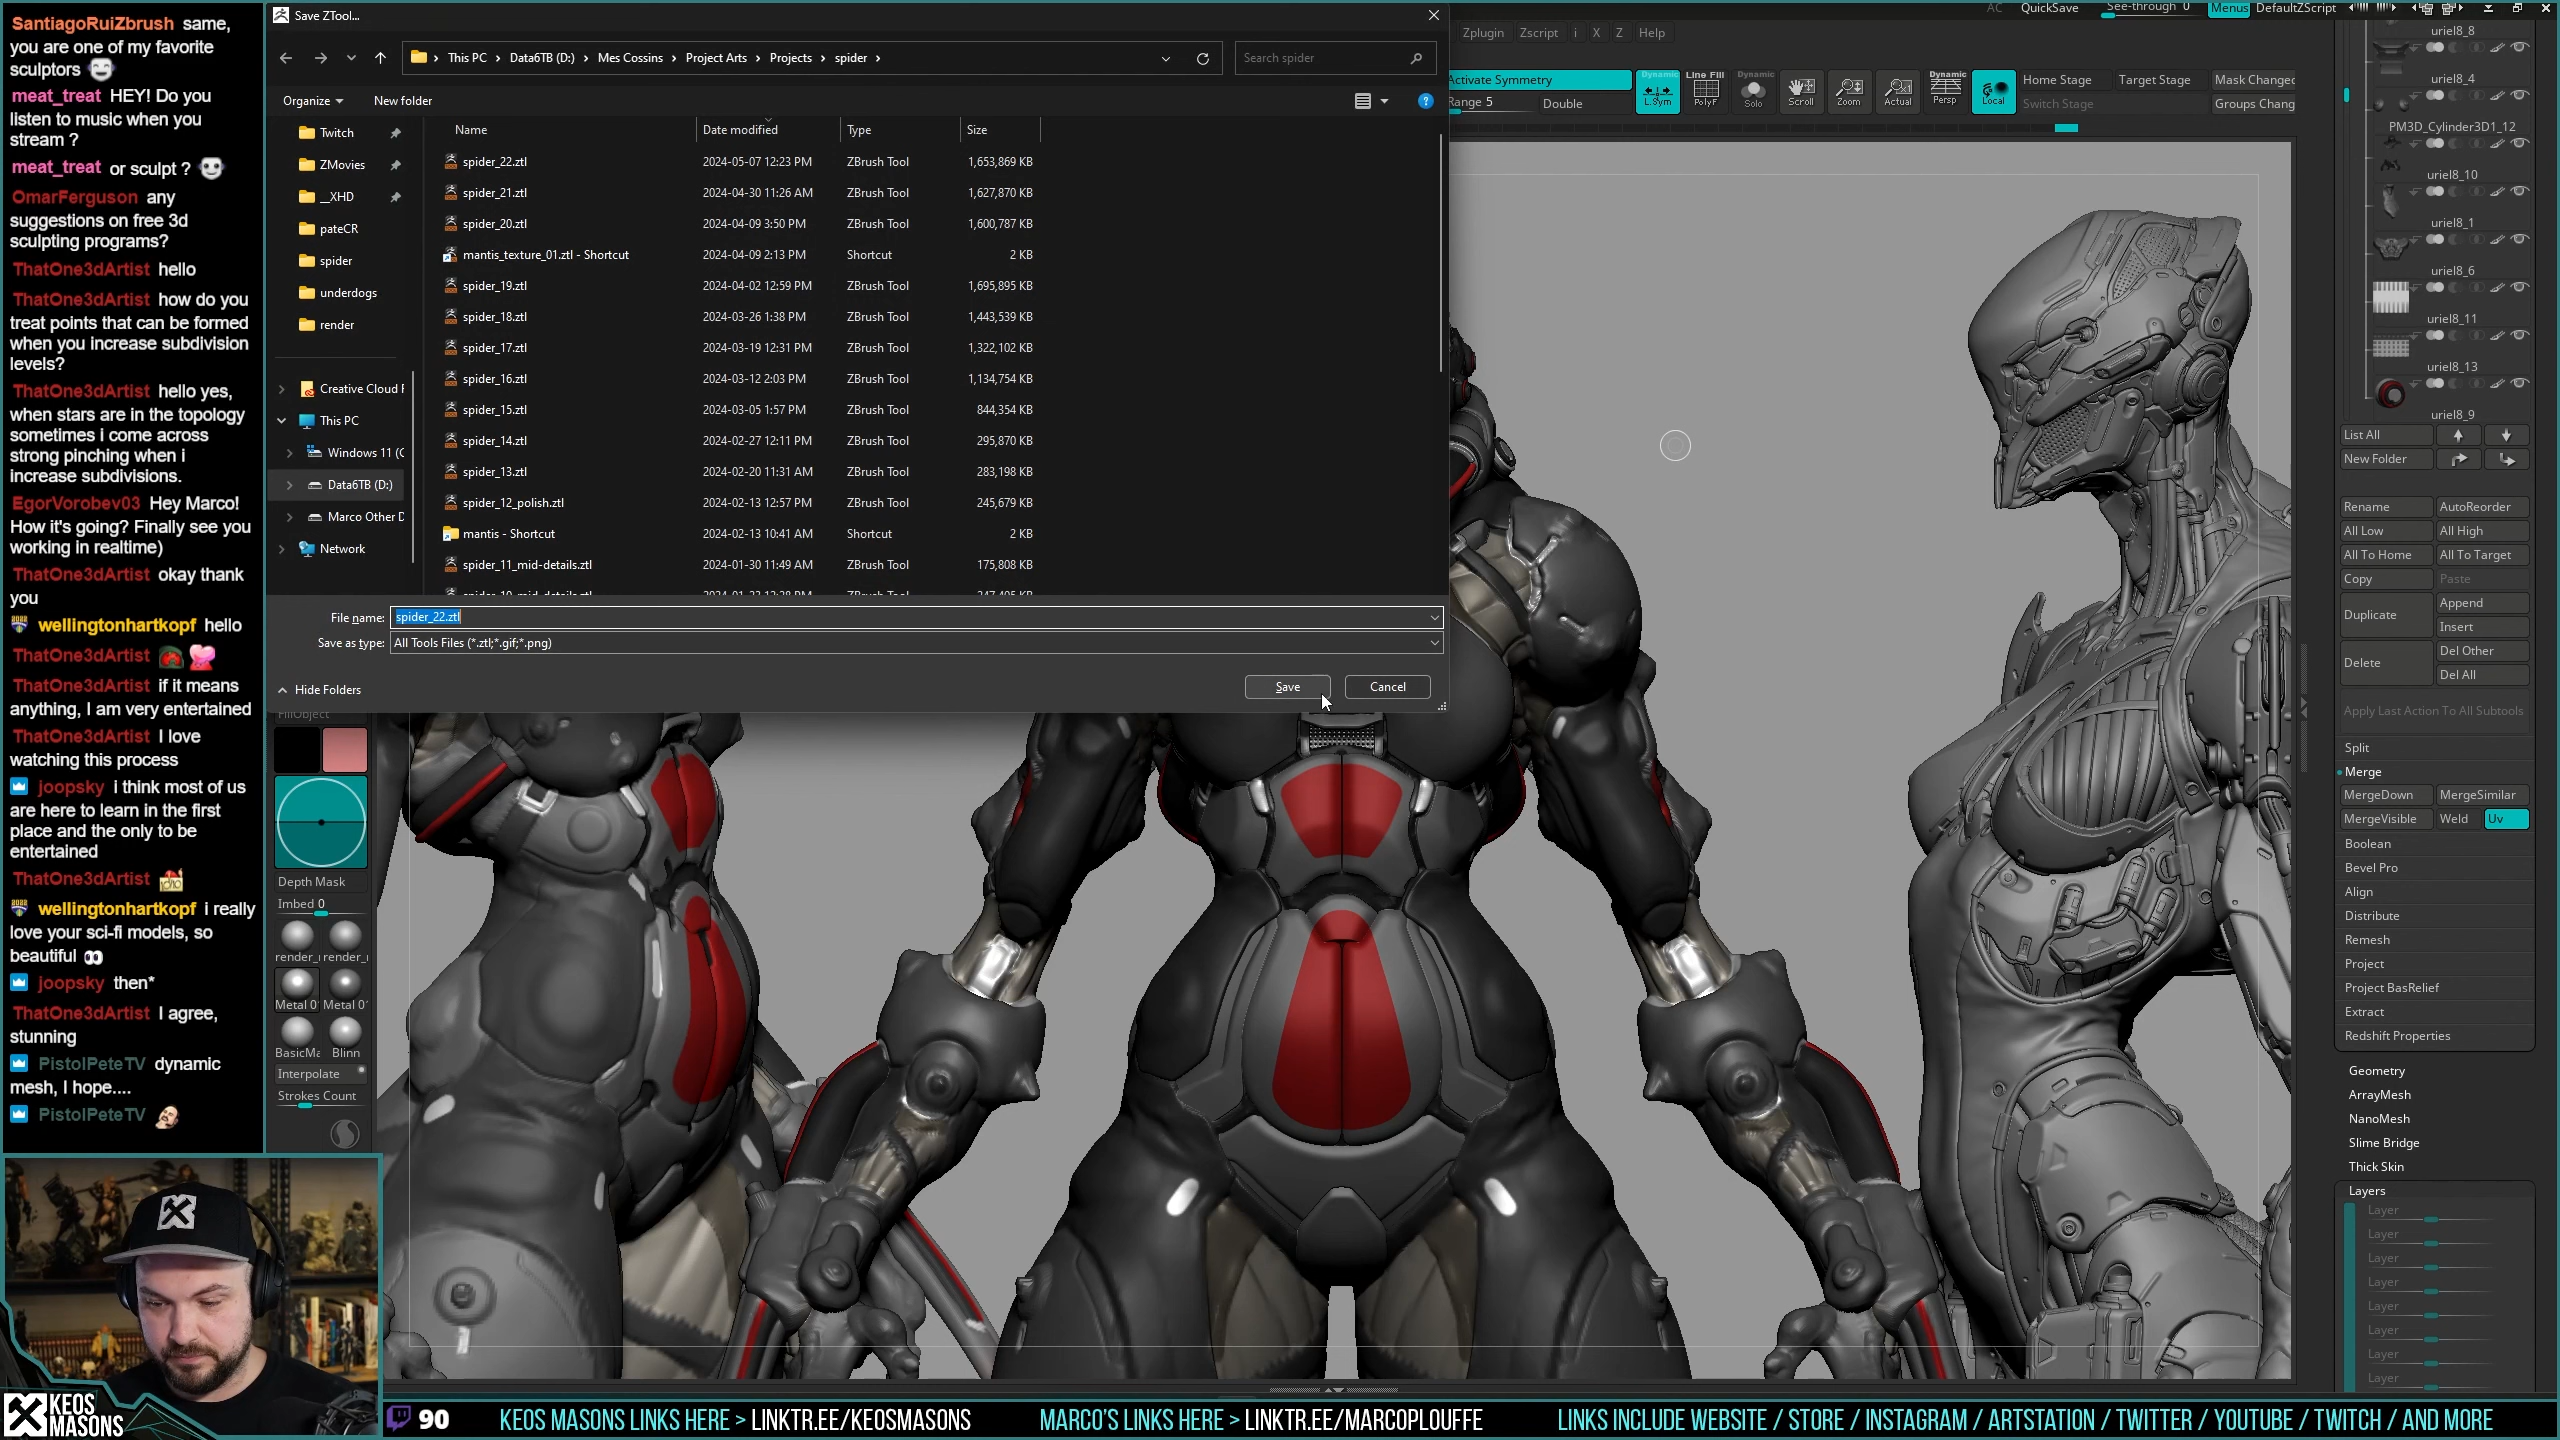 SantiagoRuiZbrush same,
you are one of my favorite
sculptors
meat_treat HEY! Do you
listen to music when you
stream ?
meat_treat or sculpt ?
OmarFerguson any
suggestions on free 3d
sculpting programs?
ThatOne3dArtist hello
ThatOne3dArtist how do you
treat points that can be formed
when you increase subdivision
levels?
ThatOne3dArtist hello yes,
when stars are in the topology
sometimes i come across
strong pinching when i
increase subdivisions.
EgorVorobev03 Hey Marco!
How it's going? Finally see you
working in realtime)
ThatOne3dArtist okay thank
you
wellingtonhartkopf hello
ThatOne3dArtist
ThatOne3dArtist if it means
anything, I am very entertained
ThatOne3dArtist I love
watching this process
joopsky i think most of us
are here to learn in the first
place and the only to be
entertained
ThatOne3dArtist
wellingtonhartkopf i really
love your sci-fi models, so
beautiful
joopsky then*
ThatOne3dArtist I agree,
stunning
PistolPeteTV dynamic
mesh, I hope....
PistolPeteTV
Save ZTool...
This PC > Data6TB (D:) > Mes Cossins > Project Arts > Projects > spider >
Search spider
Organize
New folder
Twitch
ZMovies
__XHD
pateCR
spider
underdogs
render
Creative Cloud F
This PC
Windows 11 (C
Data6TB (D:)
Marco Other D
Network
Name Date modified Type Size
spider_22.ztl 2024-05-07 12:23 PM ZBrush Tool 1,653,869 KB
spider_21.ztl 2024-04-30 11:26 AM ZBrush Tool 1,627,870 KB
spider_20.ztl 2024-04-09 3:50 PM ZBrush Tool 1,600,787 KB
mantis_texture_01.ztl - Shortcut 2024-04-09 2:13 PM Shortcut 2 KB
spider_19.ztl 2024-04-02 12:59 PM ZBrush Tool 1,695,895 KB
spider_18.ztl 2024-03-26 1:38 PM ZBrush Tool 1,443,539 KB
spider_17.ztl 2024-03-19 12:31 PM ZBrush Tool 1,322,102 KB
spider_16.ztl 2024-03-12 2:03 PM ZBrush Tool 1,134,754 KB
spider_15.ztl 2024-03-05 1:57 PM ZBrush Tool 844,354 KB
spider_14.ztl 2024-02-27 12:11 PM ZBrush Tool 295,870 KB
spider_13.ztl 2024-02-20 11:31 AM ZBrush Tool 283,198 KB
spider_12_polish.ztl 2024-02-13 12:57 PM ZBrush Tool 245,679 KB
mantis - Shortcut 2024-02-13 10:41 AM Shortcut 2 KB
spider_11_mid-details.ztl 2024-01-30 11:49 AM ZBrush Tool 175,808 KB
File name: spider_22.ztl
Save as type: All Tools Files (*.ztl;*.gif;*.png)
Hide Folders
Save Cancel
FillObject
Depth Mask
Imbed 0
render_ render_
Metal 0 Metal 0
BasicMa Blinn
Interpolate
Strokes Count
AC QuickSave See-through 0 Menus DefaultZScript
Zplugin Zscript i X Z Help
Activate Symmetry
Range 5 Double
Dynamic L.Sym
Line Fill PolyF
Dynamic Solo
Scroll
Zoom
Actual
Dynamic Persp
Local
Home Stage Target Stage Mask Changed
Switch Stage Groups Chang
uriel8_8
uriel8_4
PM3D_Cylinder3D1_12
uriel8_10
uriel8_1
uriel8_6
uriel8_11
uriel8_13
uriel8_9
List All
New Folder
Rename AutoReorder
All Low All High
All To Home All To Target
Copy Paste
Duplicate Append
Insert
Delete Del Other
Del All
Apply Last Action To All Subtools
Split
Merge
MergeDown MergeSimilar
MergeVisible Weld Uv
Boolean
Bevel Pro
Align
Distribute
Remesh
Project
Project BasRelief
Extract
Redshift Properties
Geometry
ArrayMesh
NanoMesh
Slime Bridge
Thick Skin
Layers
Layer
Layer
Layer
Layer
Layer
Layer
Layer
Layer
KEOS
MASONS
90
KEOS MASONS LINKS HERE > LINKTR.EE/KEOSMASONS
MARCO'S LINKS HERE > LINKTR.EE/MARCOPLOUFFE
LINKS INCLUDE WEBSITE / STORE / INSTAGRAM / ARTSTATION / TWITTER / YOUTUBE / TWITCH / AND MORE